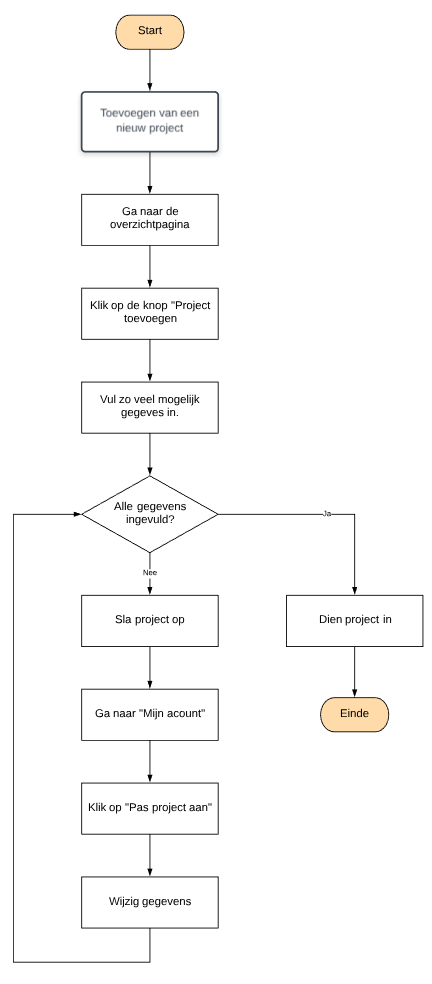 Start
Toevoegen van een
nieuw project
Ga naar de
overzichtpagina
Klik op de knop "Project
toevoegen
Vul zo veel mogelijk
gegeves in.
Alle gegevens
ingevuld?
Ja
Nee
Sla project op
Dien project in
Ga naar "Mijn acount"
Einde
Klik op "Pas project aan"
Wijzig gegevens